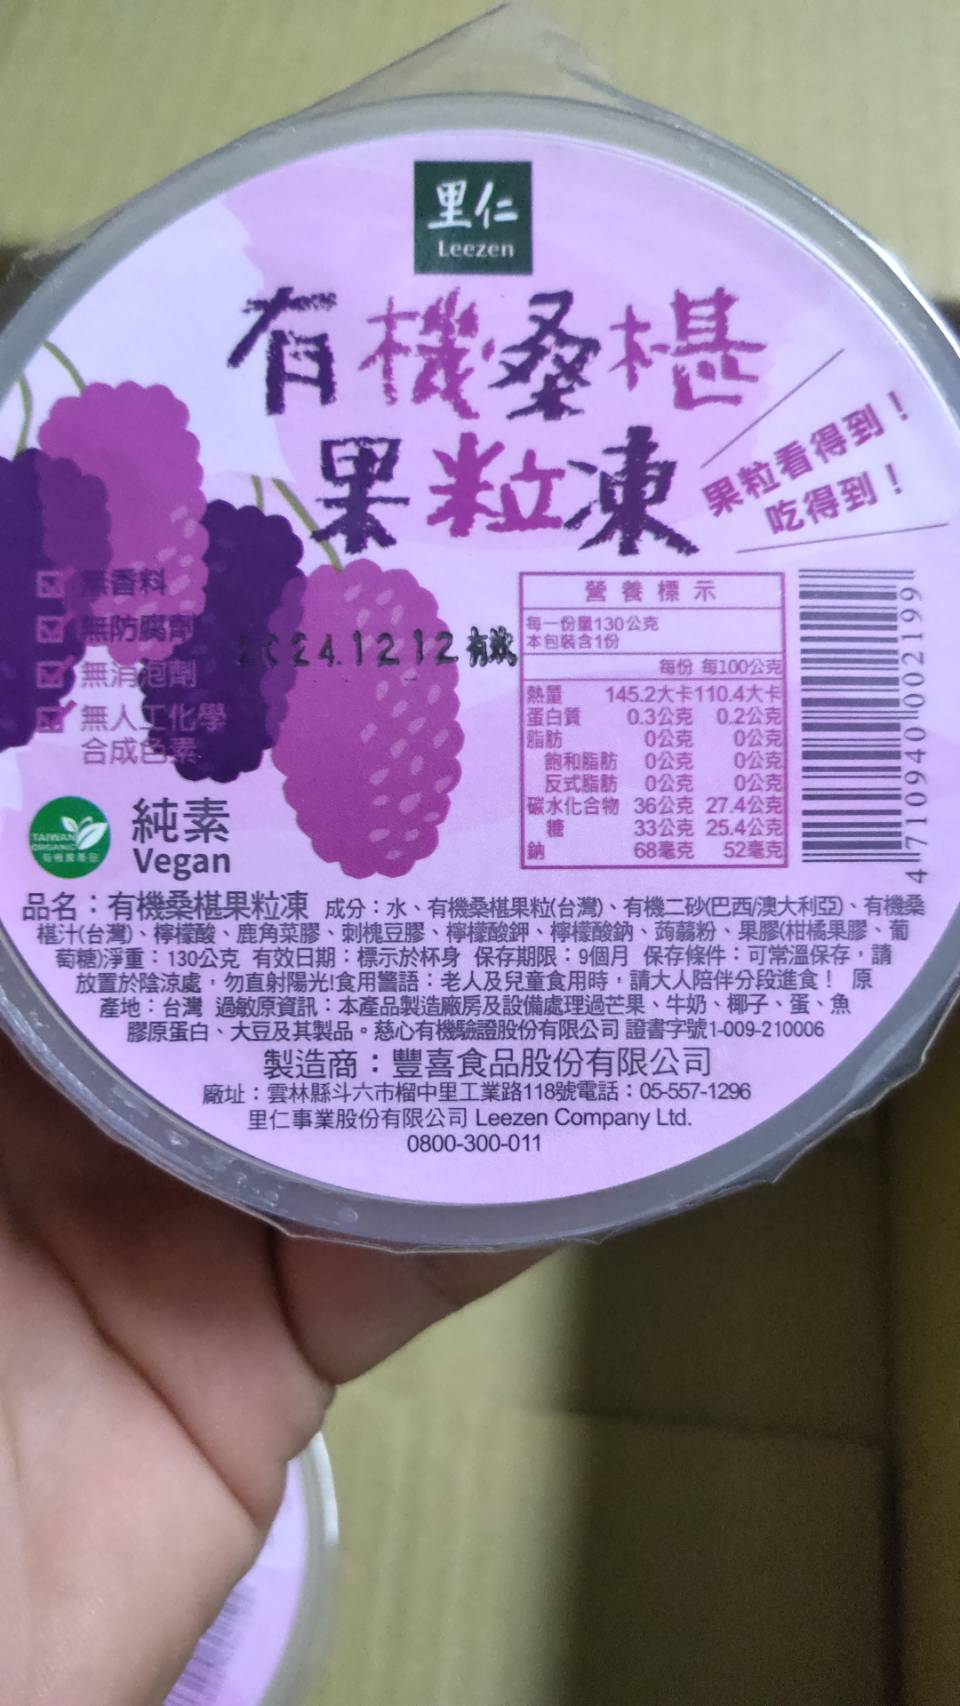 里仁
Leezen
有機桑椹
果粒凍
果粒看得到！
吃得到！
無香料
無防腐劑
無消泡劑
無人工化學
合成色素
2024.12.12有效
營養標示
每一份量130公克
本包裝含1份
每份 每100公克
熱量 145.2大卡 110.4大卡
蛋白質 0.3公克 0.2公克
脂肪 0公克 0公克
飽和脂肪 0公克 0公克
反式脂肪 0公克 0公克
碳水化合物 36公克 27.4公克
糖 33公克 25.4公克
鈉 68毫克 52毫克
4710940002199
TAIWAN
ORGANIC
純素
Vegan
品名：有機桑椹果粒凍 成分：水、有機桑椹果粒(台灣)、有機二砂(巴西/澳大利亞)、有機桑
椹汁(台灣)、檸檬酸、鹿角菜膠、刺槐豆膠、檸檬酸鉀、檸檬酸鈉、蒟蒻粉、果膠(柑橘果膠、葡
萄糖)淨重：130公克 有效日期：標示於杯身 保存期限：9個月 保存條件：可常溫保存，請
放置於陰涼處，勿直射陽光!食用警語：老人及兒童食用時，請大人陪伴分段進食！ 原
產地：台灣 過敏原資訊：本產品製造廠房及設備處理過芒果、牛奶、椰子、蛋、魚
膠原蛋白、大豆及其製品。慈心有機驗證股份有限公司 證書字號1-009-210006
製造商：豐喜食品股份有限公司
廠址：雲林縣斗六市榴中里工業路118號電話：05-557-1296
里仁事業股份有限公司 Leezen Company Ltd.
0800-300-011